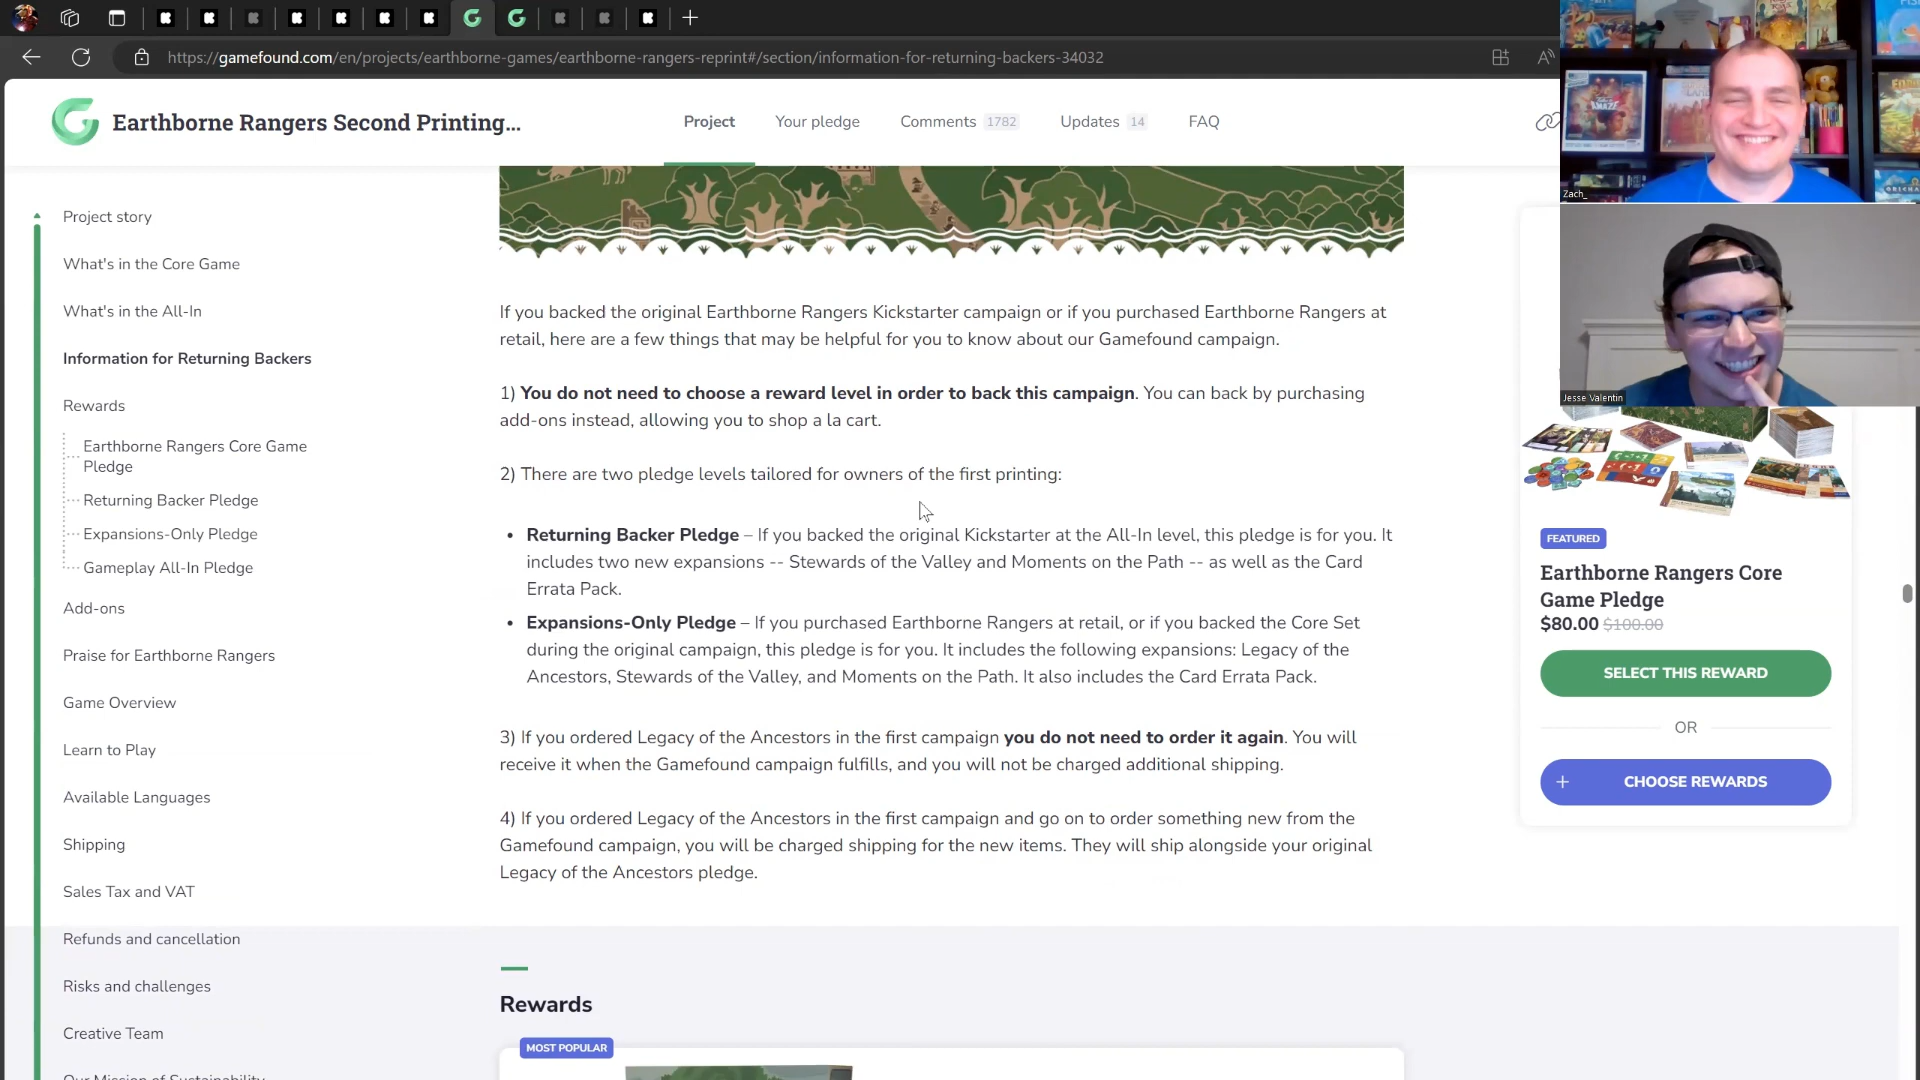 https://gamefound.com/en/projects/earthborne-games/earthborne-rangers-reprint#/section/information-for-returning-backers-34032
Earthborne Rangers Second Printing...
Project
Your pledge
Comments 1782
Updates 14
FAQ
Zach_
Jesse Valentin
Project story
What's in the Core Game
What's in the All-In
Information for Returning Backers
Rewards
Earthborne Rangers Core Game
Pledge
Returning Backer Pledge
Expansions-Only Pledge
Gameplay All-In Pledge
Add-ons
Praise for Earthborne Rangers
Game Overview
Learn to Play
Available Languages
Shipping
Sales Tax and VAT
Refunds and cancellation
Risks and challenges
Creative Team
Our Mission of Sustainability
If you backed the original Earthborne Rangers Kickstarter campaign or if you purchased Earthborne Rangers at
retail, here are a few things that may be helpful for you to know about our Gamefound campaign.
1) You do not need to choose a reward level in order to back this campaign. You can back by purchasing
add-ons instead, allowing you to shop a la cart.
2) There are two pledge levels tailored for owners of the first printing:
• Returning Backer Pledge – If you backed the original Kickstarter at the All-In level, this pledge is for you. It
includes two new expansions -- Stewards of the Valley and Moments on the Path -- as well as the Card
Errata Pack.
• Expansions-Only Pledge – If you purchased Earthborne Rangers at retail, or if you backed the Core Set
during the original campaign, this pledge is for you. It includes the following expansions: Legacy of the
Ancestors, Stewards of the Valley, and Moments on the Path. It also includes the Card Errata Pack.
3) If you ordered Legacy of the Ancestors in the first campaign you do not need to order it again. You will
receive it when the Gamefound campaign fulfills, and you will not be charged additional shipping.
4) If you ordered Legacy of the Ancestors in the first campaign and go on to order something new from the
Gamefound campaign, you will be charged shipping for the new items. They will ship alongside your original
Legacy of the Ancestors pledge.
Rewards
MOST POPULAR
FEATURED
Earthborne Rangers Core
Game Pledge
$80.00 $100.00
SELECT THIS REWARD
OR
+ CHOOSE REWARDS